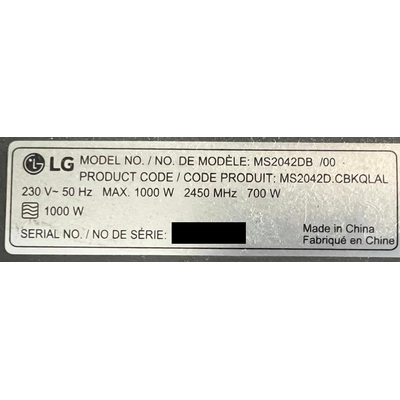 LG MODEL NO. / NO. DE MODÈLE: MS2042DB /00
PRODUCT CODE / CODE PRODUIT: MS2042D.CBKQLAL
230 V~ 50 Hz MAX. 1000 W 2450 MHz 700 W
1000 W
SERIAL NO. / NO DE SÉRIE:
Made in China
Fabriqué en Chine